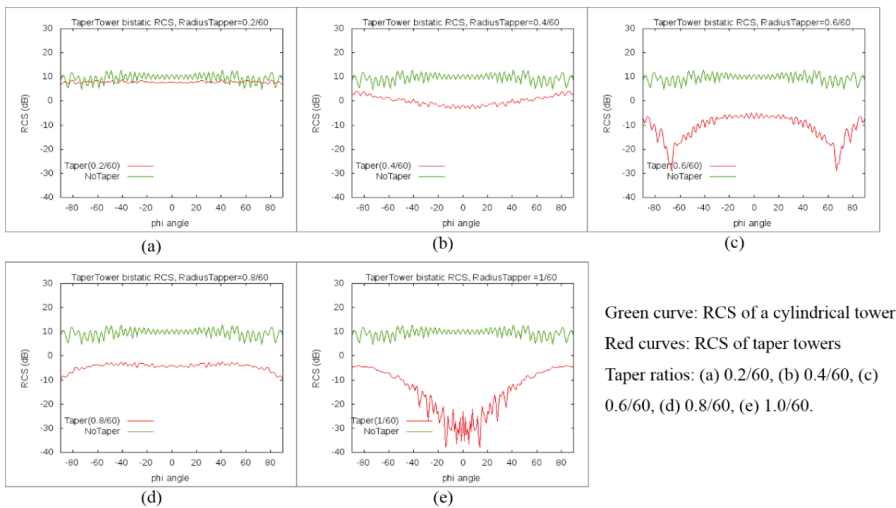 TaperTower bistatic RCS, RadiusTapper=0.2/60
30
20
10
0
-10
-20
-30
-40
RCS (dB)
Taper(0.2/60)
NoTaper
-80 -60 -40 -20 0 20 40 60 80
phi angle
(a)
TaperTower bistatic RCS, RadiusTapper=0.4/60
30
20
10
0
-10
-20
-30
-40
RCS (dB)
Taper(0.4/60)
NoTaper
-80 -60 -40 -20 0 20 40 60 80
phi angle
(b)
TaperTower bistatic RCS, RadiusTapper=0.6/60
30
20
10
0
-10
-20
-30
-40
RCS (dB)
Taper(0.6/60)
NoTaper
-80 -60 -40 -20 0 20 40 60 80
phi angle
(c)
TaperTower bistatic RCS, RadiusTapper=0.8/60
30
20
10
0
-10
-20
-30
-40
RCS (dB)
Taper(0.8/60)
NoTaper
-80 -60 -40 -20 0 20 40 60 80
phi angle
(d)
TaperTower bistatic RCS, RadiusTapper =1/60
30
20
10
0
-10
-20
-30
-40
RCS (dB)
Taper(1/60)
NoTaper
-80 -60 -40 -20 0 20 40 60 80
phi angle
(e)
Green curve: RCS of a cylindrical tower
Red curves: RCS of taper towers
Taper ratios: (a) 0.2/60, (b) 0.4/60, (c)
0.6/60, (d) 0.8/60, (e) 1.0/60.